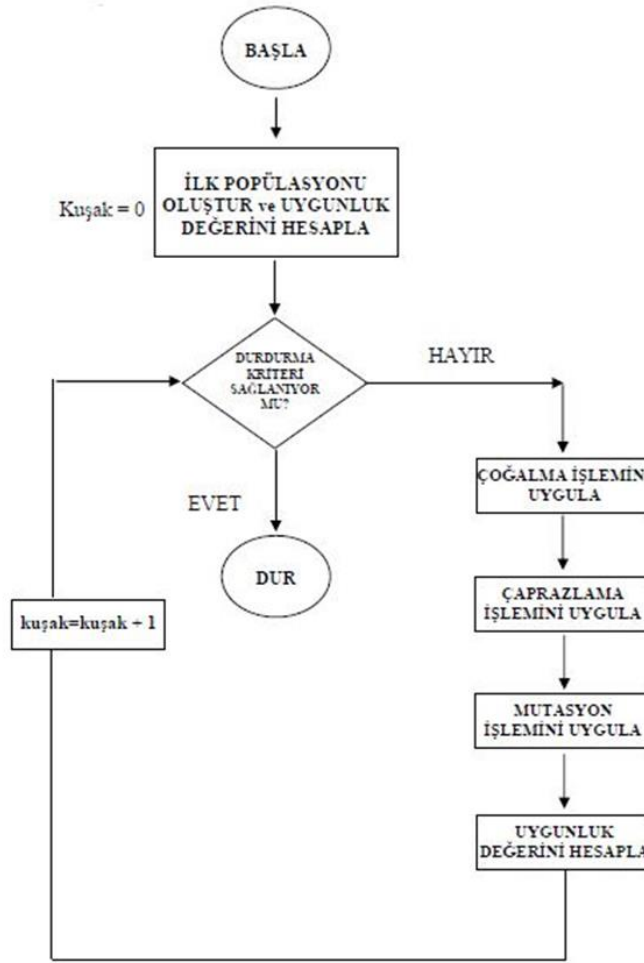 BAŞLA
Kuşak = 0
İLK POPÜLASYONU
OLUŞTUR ve UYGUNLUK
DEĞERİNİ HESAPLA
DURDURMA
KRİTERİ
SAĞLANIYOR
MU?
HAYIR
EVET
DUR
ÇOĞALMA İŞLEMİN
UYGULA
ÇAPRAZLAMA
İŞLEMİNİ UYGULA
MUTASYON
İŞLEMİNİ UYGULA
UYGUNLUK
DEĞERİNİ HESAPLA
kuşak=kuşak + 1